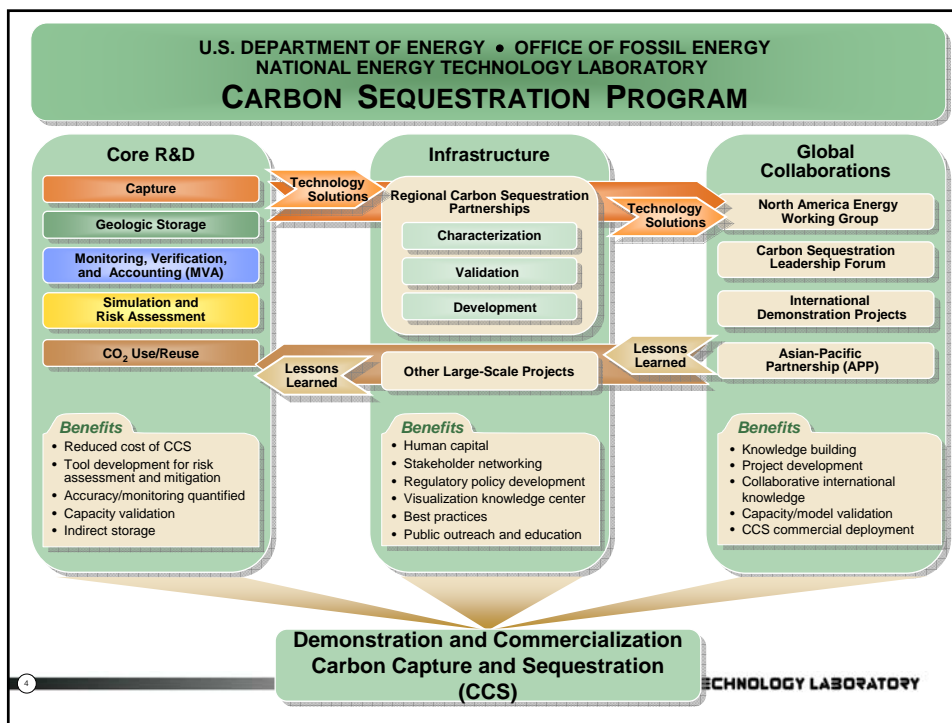 U.S. DEPARTMENT OF ENERGY • OFFICE OF FOSSIL ENERGY
NATIONAL ENERGY TECHNOLOGY LABORATORY
CARBON SEQUESTRATION PROGRAM
Core R&D
Capture
Geologic Storage
Monitoring, Verification,
and Accounting (MVA)
Simulation and
Risk Assessment
CO2 Use/Reuse
Benefits
• Reduced cost of CCS
• Tool development for risk
assessment and mitigation
• Accuracy/monitoring quantified
• Capacity validation
• Indirect storage
Technology
Solutions
Lessons
Learned
Infrastructure
Regional Carbon Sequestration
Partnerships
Characterization
Validation
Development
Other Large-Scale Projects
Benefits
• Human capital
• Stakeholder networking
• Regulatory policy development
• Visualization knowledge center
• Best practices
• Public outreach and education
Technology
Solutions
Lessons
Learned
Global
Collaborations
North America Energy
Working Group
Carbon Sequestration
Leadership Forum
International
Demonstration Projects
Asian-Pacific
Partnership (APP)
Benefits
• Knowledge building
• Project development
• Collaborative international
knowledge
• Capacity/model validation
• CCS commercial deployment
Demonstration and Commercialization
Carbon Capture and Sequestration
(CCS)
4
ECHNOLOGY LABORATORY